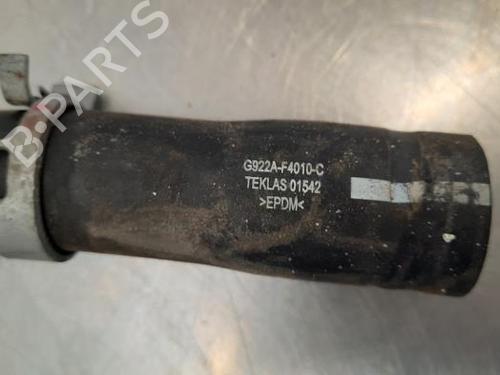 B-PARTS
G922A-F4010-C
TEKLAS 01542
>EPDM<